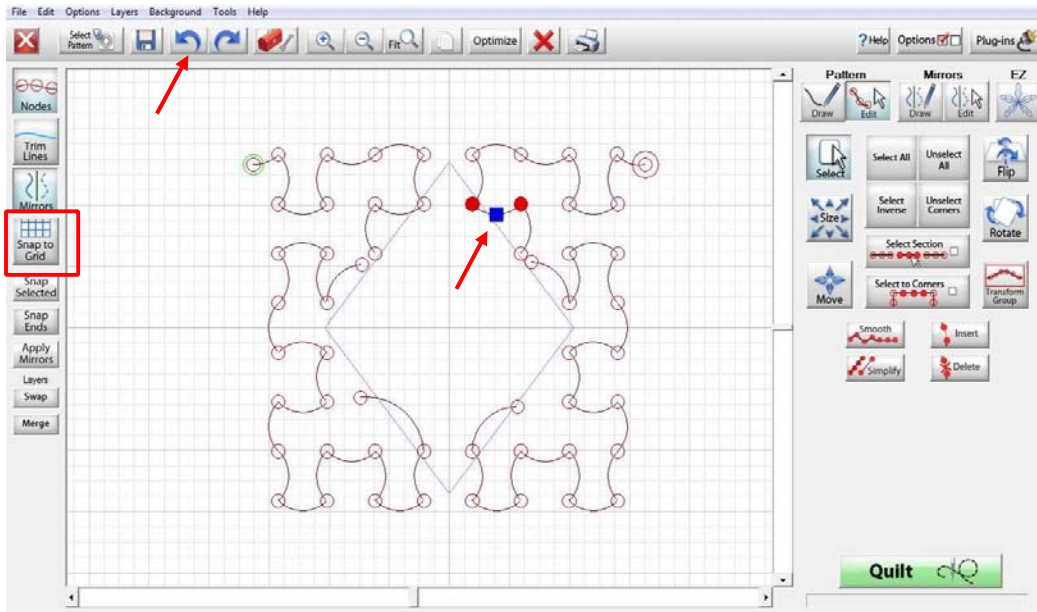 File Edit Options Layers Background Tools Help
Select
Pattern
Fit
Optimize
? Help
Options
Plug-ins
Nodes
Trim
Lines
Mirrors
Snap to
Grid
Snap
Selected
Snap
Ends
Apply
Mirrors
Layers
Swap
Merge
Pattern Mirrors EZ
Draw Edit Draw Edit
Select
Select All
Unselect
All
Flip
Size
Select
Inverse
Unselect
Corners
Rotate
Select Section
Move
Select to Corners
Transform
Group
Smooth
Insert
Simplify
Delete
Quilt